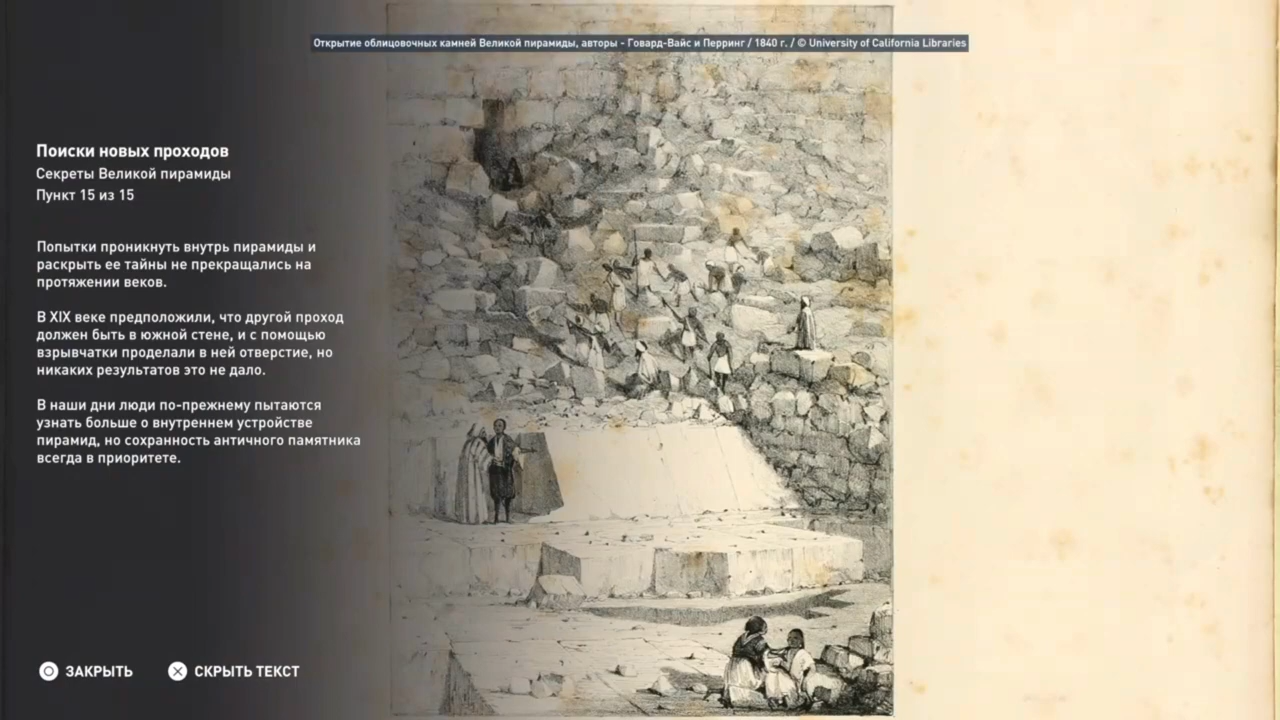 Открытие облицовочных камней Великой пирамиды, авторы - Говард-Вайс и Перринг / 1840 г. / © University of California Libraries
Поиски новых проходов
Секреты Великой пирамиды
Пункт 15 из 15
Попытки проникнуть внутрь пирамиды и
раскрыть ее тайны не прекращались на
протяжении веков.
В XIX веке предположили, что другой проход
должен быть в южной стене, и с помощью
взрывчатки проделали в ней отверстие, но
никаких результатов это не дало.
В наши дни люди по-прежнему пытаются
узнать больше о внутреннем устройстве
пирамид, но сохранность античного памятника
всегда в приоритете.
ЗАКРЫТЬ
СКРЫТЬ ТЕКСТ